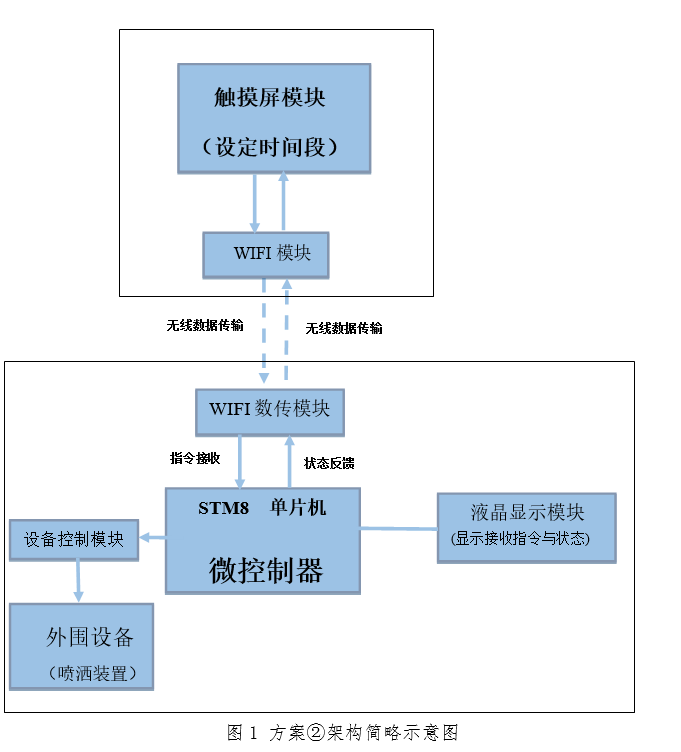 触摸屏模块
（设定时间段）
WIFI 模块
无线数据传输
无线数据传输
WIFI 数传模块
指令接收
状态反馈
STM8 单片机
微控制器
液晶显示模块
(显示接收指令与状态)
设备控制模块
外围设备
（喷洒装置）
图 1 方案②架构简略示意图